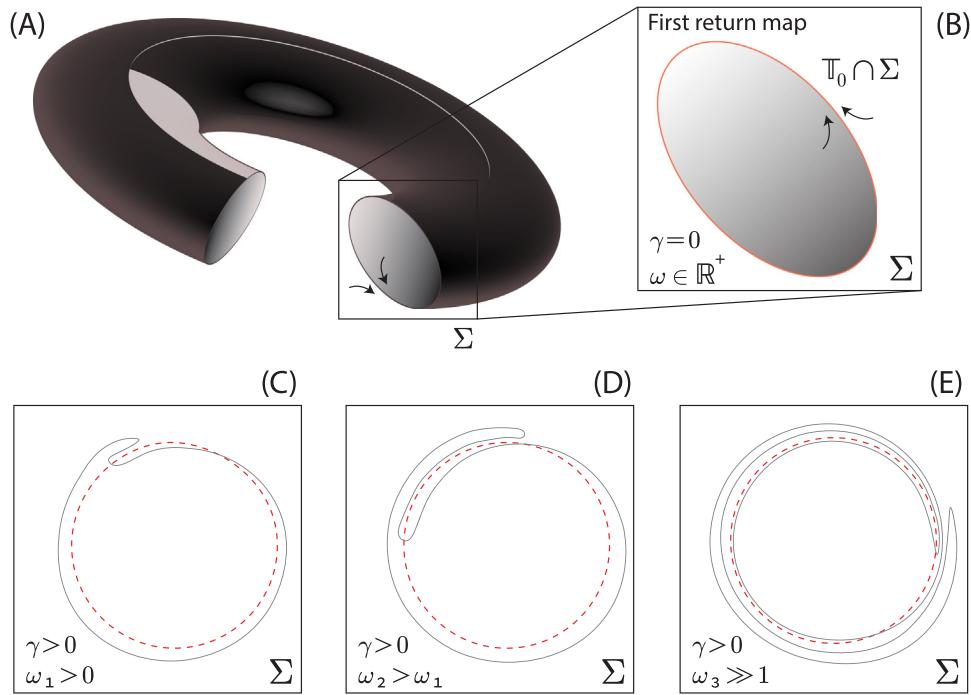 (A)
(B)
First return map
𝕋₀ ∩ Σ
γ = 0
ω ∈ ℝ⁺
Σ
Σ
(C)
(D)
(E)
γ > 0
ω₁ > 0
Σ
γ > 0
ω₂ > ω₁
Σ
γ > 0
ω₃ ≫ 1
Σ